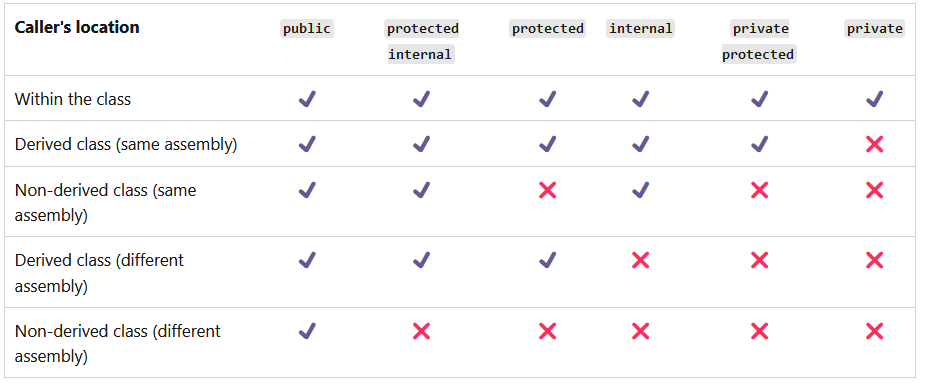 Caller's location public protected internal protected internal private protected private
Within the class ✔ ✔ ✔ ✔ ✔ ✔
Derived class (same assembly) ✔ ✔ ✔ ✔ ✔ ❌
Non-derived class (same
assembly) ✔ ✔ ❌ ✔ ❌ ❌
Derived class (different
assembly) ✔ ✔ ✔ ❌ ❌ ❌
Non-derived class (different
assembly) ✔ ❌ ❌ ❌ ❌ ❌